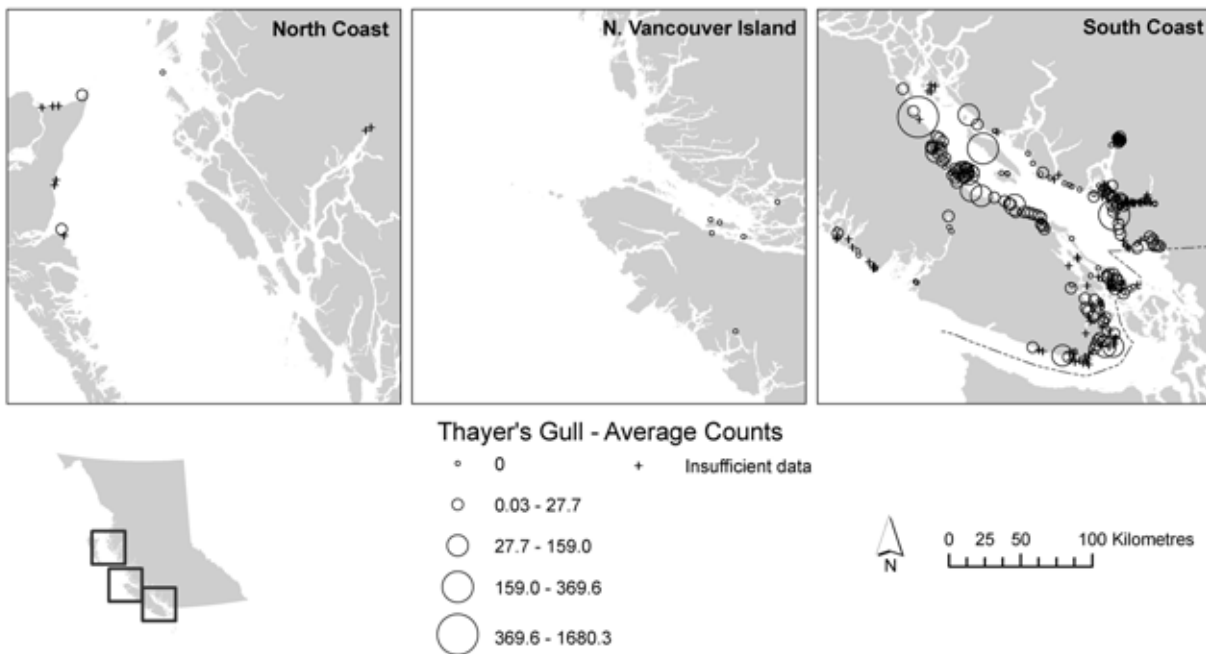 North Coast
N. Vancouver Island
South Coast
Thayer's Gull - Average Counts
0
Insufficient data
0.03 - 27.7
27.7 - 159.0
159.0 - 369.6
369.6 - 1680.3
N
0 25 50 100 Kilometres